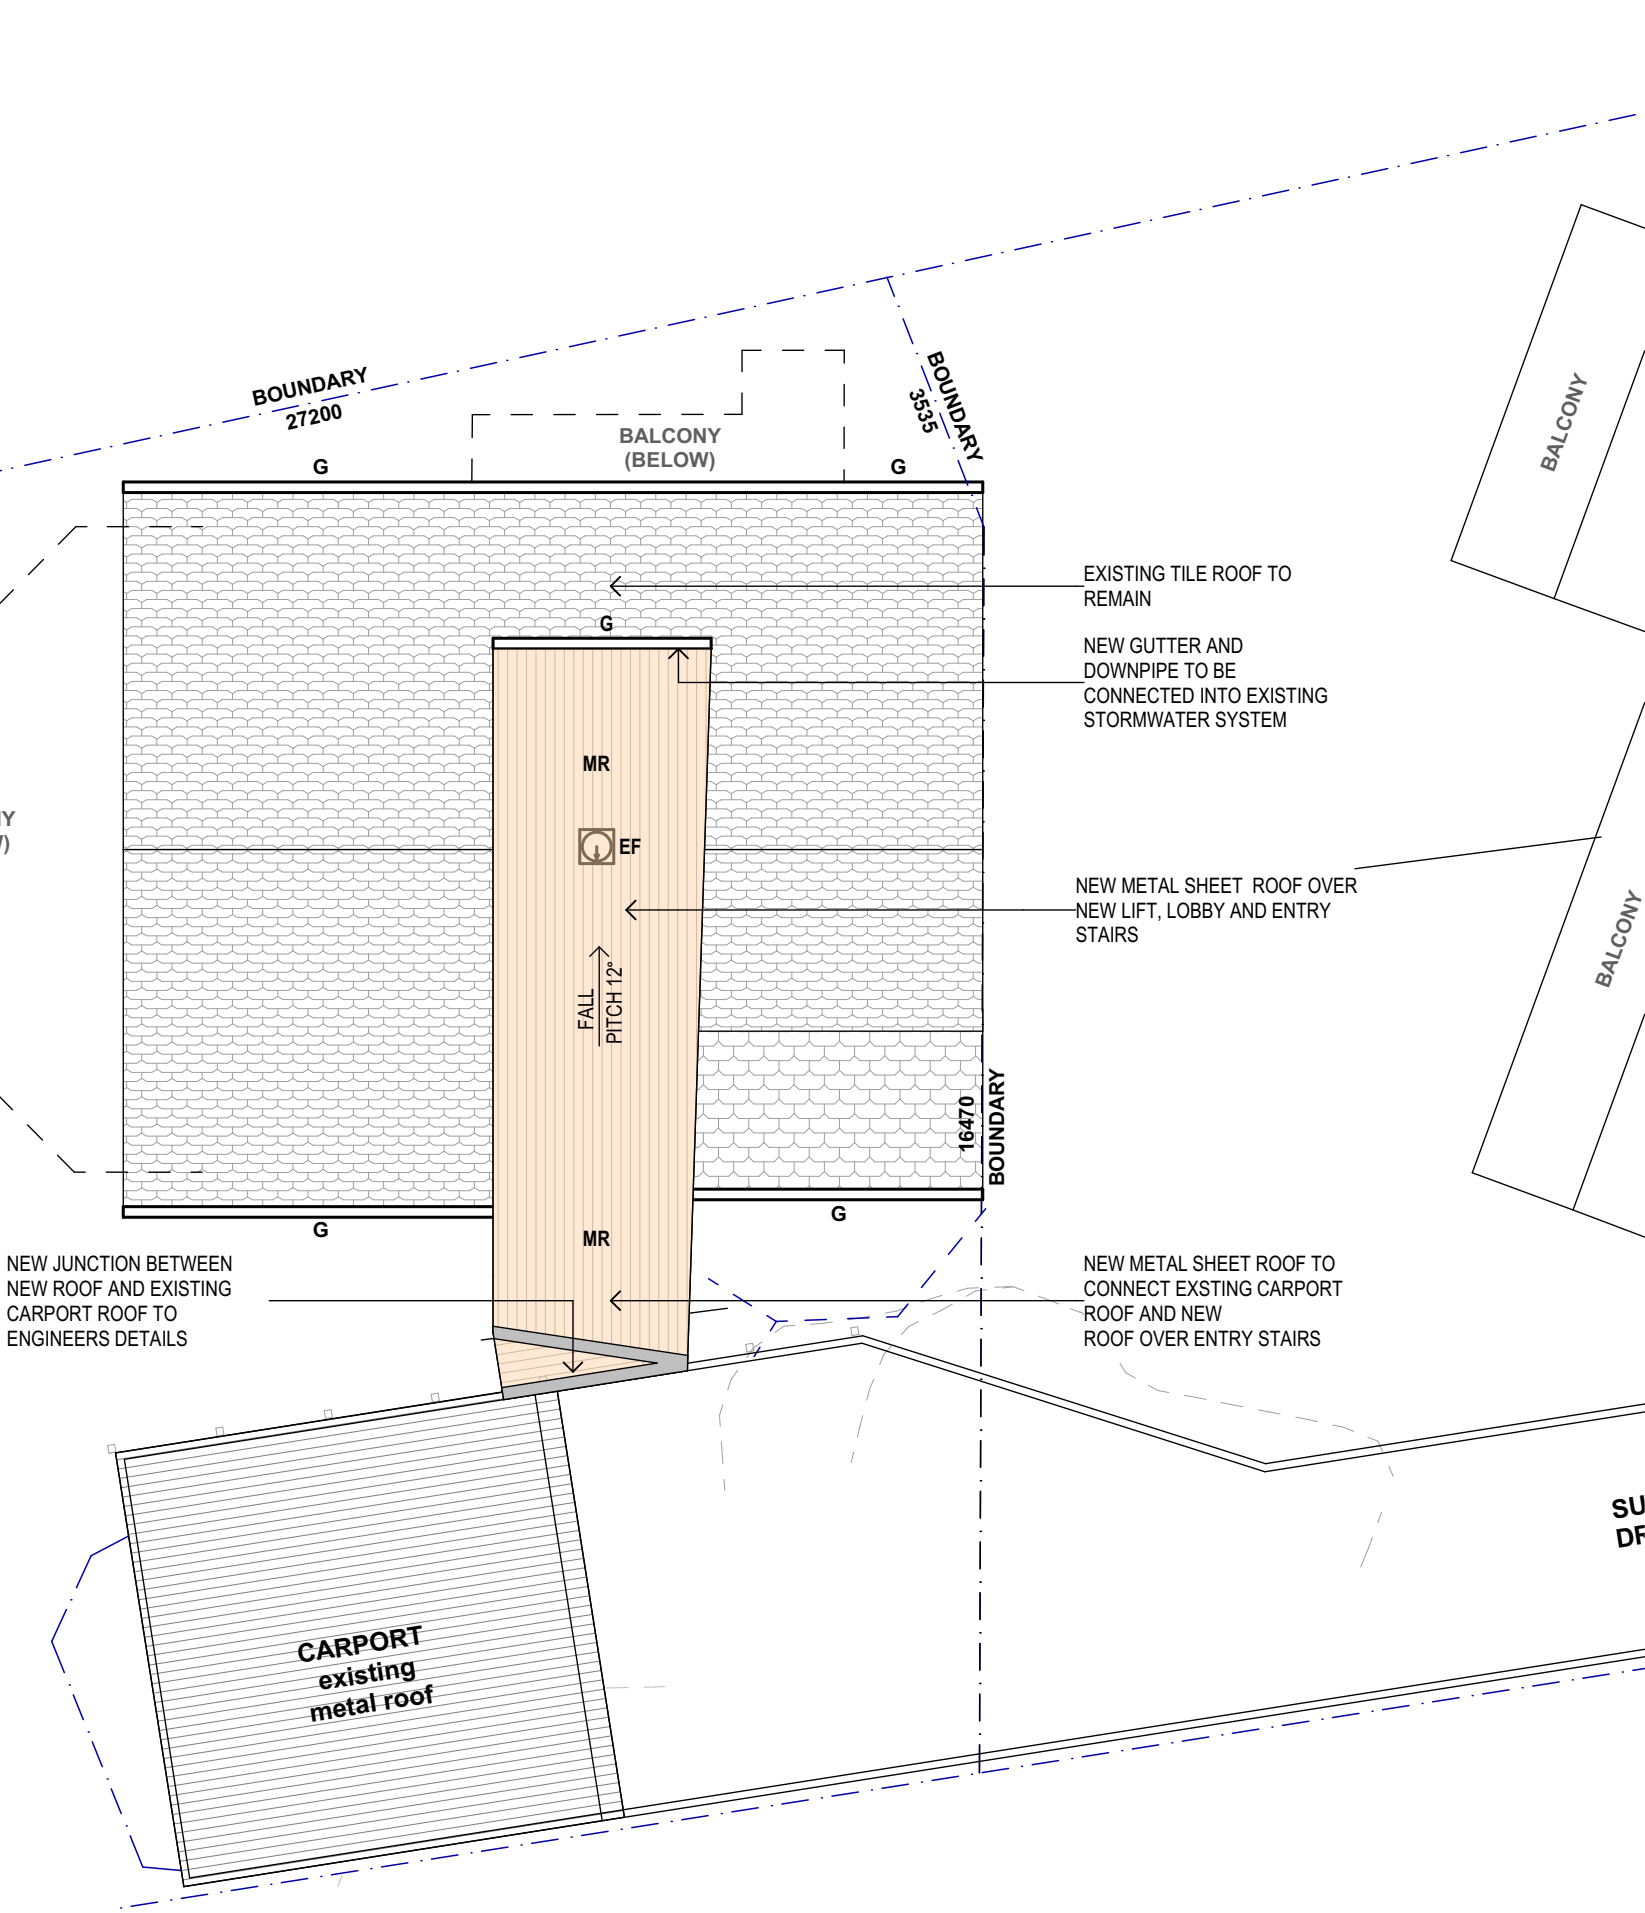 BOUNDARY
27200
BOUNDARY
3535
BALCONY
(BELOW)
BALCONY
G
G
EXISTING TILE ROOF TO
REMAIN
G
NEW GUTTER AND
DOWNPIPE TO BE
CONNECTED INTO EXISTING
STORMWATER SYSTEM
MR
EF
NEW METAL SHEET ROOF OVER
NEW LIFT, LOBBY AND ENTRY
STAIRS
BALCONY
FALL
PITCH 12°
16470
BOUNDARY
G
G
MR
NEW JUNCTION BETWEEN
NEW ROOF AND EXISTING
CARPORT ROOF TO
ENGINEERS DETAILS
NEW METAL SHEET ROOF TO
CONNECT EXSTING CARPORT
ROOF AND NEW
ROOF OVER ENTRY STAIRS
CARPORT
existing
metal roof